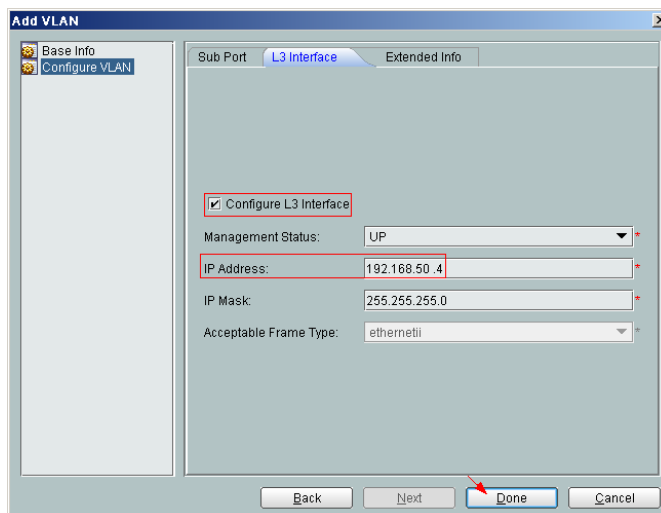 Add VLAN
Base Info
Configure VLAN
Sub Port L3 Interface Extended Info
Configure L3 Interface
Management Status: UP *
IP Address: 192.168.50 .4 *
IP Mask: 255.255.255.0 *
Acceptable Frame Type: ethernetii *
Back Next Done Cancel